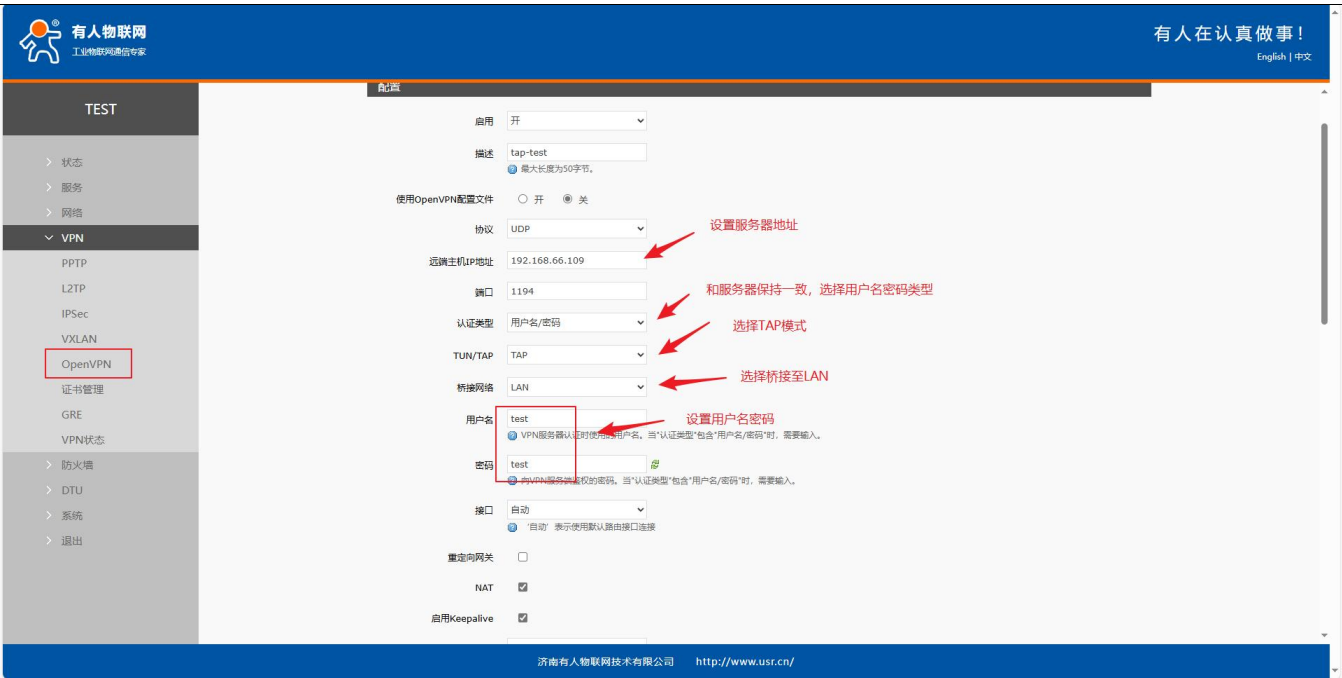 有人物联网
工业物联网通信专家
有人在认真做事！
English | 中文
TEST
状态
服务
网络
VPN
PPTP
L2TP
IPSec
VXLAN
OpenVPN
证书管理
GRE
VPN状态
防火墙
DTU
系统
退出
配置
启用 开
描述 tap-test
最大长度为50字节。
使用OpenVPN配置文件 开 关
协议 UDP
设置服务器地址
远端主机IP地址 192.168.66.109
端口 1194
和服务器保持一致，选择用户名密码类型
认证类型 用户名/密码
选择TAP模式
TUN/TAP TAP
选择桥接至LAN
桥接网络 LAN
用户名 test
设置用户名密码
VPN服务器认证时使用的用户名。当"认证类型"包含"用户名/密码"时，需要输入。
密码 test
向VPN服务端鉴权的密码。当"认证类型"包含"用户名/密码"时，需要输入。
接口 自动
'自动' 表示使用默认路由接口连接
重定向网关
NAT
启用Keepalive
济南有人物联网技术有限公司 http://www.usr.cn/